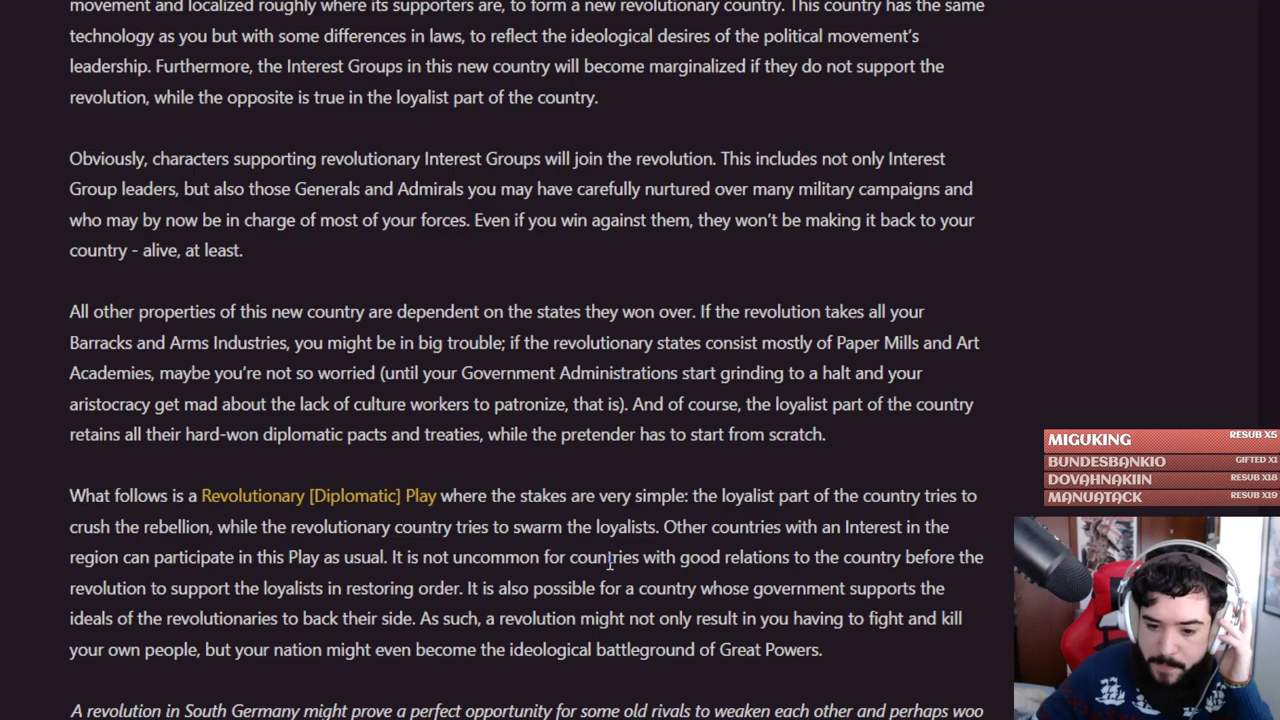 movement and localized roughly where its supporters are, to form a new revolutionary country. This country has the same
technology as you but with some differences in laws, to reflect the ideological desires of the political movement’s
leadership. Furthermore, the Interest Groups in this new country will become marginalized if they do not support the
revolution, while the opposite is true in the loyalist part of the country.
Obviously, characters supporting revolutionary Interest Groups will join the revolution. This includes not only Interest
Group leaders, but also those Generals and Admirals you may have carefully nurtured over many military campaigns and
who may by now be in charge of most of your forces. Even if you win against them, they won’t be making it back to your
country - alive, at least.
All other properties of this new country are dependent on the states they won over. If the revolution takes all your
Barracks and Arms Industries, you might be in big trouble; if the revolutionary states consist mostly of Paper Mills and Art
Academies, maybe you’re not so worried (until your Government Administrations start grinding to a halt and your
aristocracy get mad about the lack of culture workers to patronize, that is). And of course, the loyalist part of the country
retains all their hard-won diplomatic pacts and treaties, while the pretender has to start from scratch.
What follows is a Revolutionary [Diplomatic] Play where the stakes are very simple: the loyalist part of the country tries to
crush the rebellion, while the revolutionary country tries to swarm the loyalists. Other countries with an Interest in the
region can participate in this Play as usual. It is not uncommon for countries with good relations to the country before the
revolution to support the loyalists in restoring order. It is also possible for a country whose government supports the
ideals of the revolutionaries to back their side. As such, a revolution might not only result in you having to fight and kill
your own people, but your nation might even become the ideological battleground of Great Powers.
A revolution in South Germany might prove a perfect opportunity for some old rivals to weaken each other and perhaps woo
MIGUKING RESUB X5
BUNDESBANKIO GIFTED X1
DOVAHNAKIIN RESUB X18
MANUATACK RESUB X19